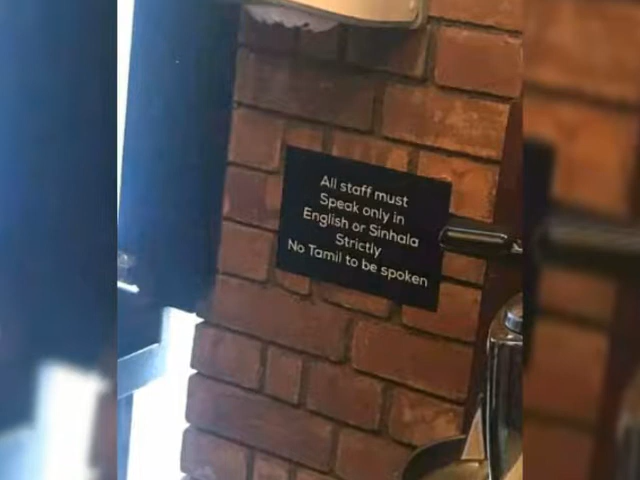 All staff must
Speak only in
English or Sinhala
Strictly
No Tamil to be spoken